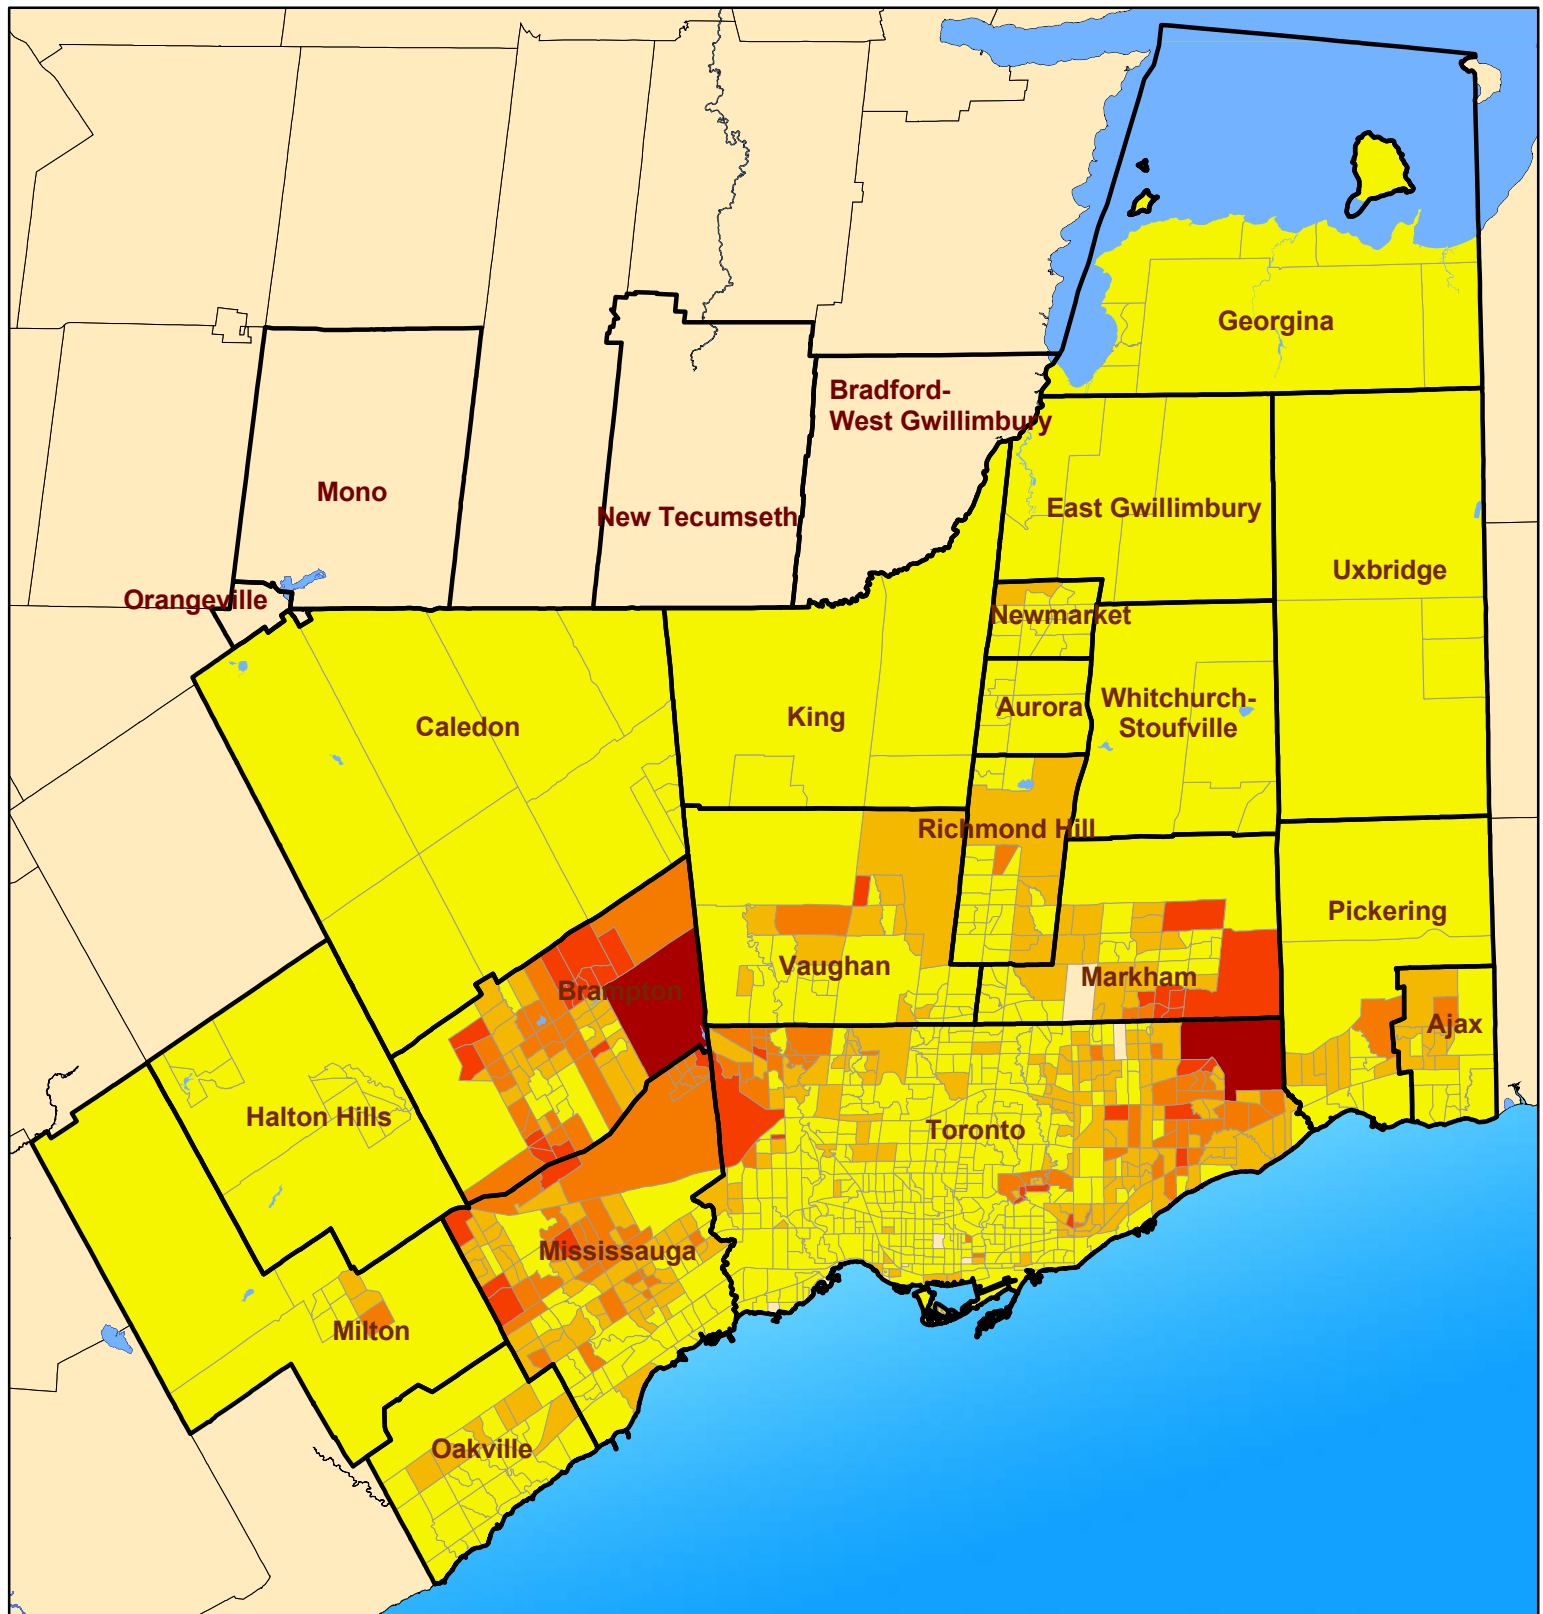 Georgina
Bradford-
West Gwillimbury
Mono
New Tecumseth
East Gwillimbury
Uxbridge
Orangeville
Newmarket
Caledon
King
Aurora
Whitchurch-
Stoufville
Richmond Hill
Pickering
Vaughan
Markham
Brampton
Ajax
Halton Hills
Toronto
Mississauga
Milton
Oakville